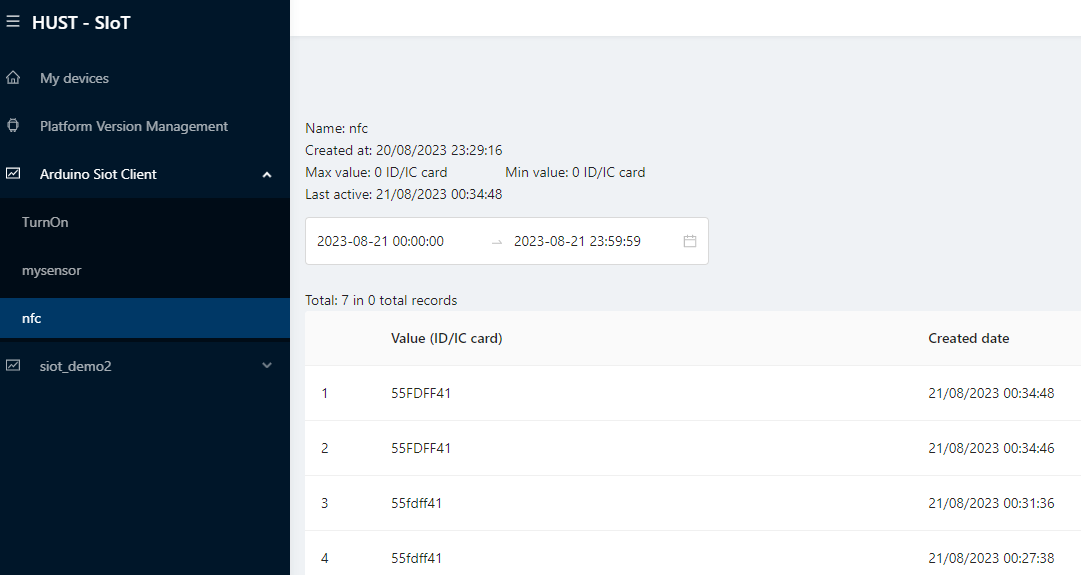 HUST - SIoT
My devices
Platform Version Management
Arduino Siot Client
TurnOn
mysensor
nfc
siot_demo2
Name: nfc
Created at: 20/08/2023 23:29:16
Max value: 0 ID/IC card Min value: 0 ID/IC card
Last active: 21/08/2023 00:34:48
2023-08-21 00:00:00 → 2023-08-21 23:59:59
Total: 7 in 0 total records
Value (ID/IC card) Created date
1 55FDFF41 21/08/2023 00:34:48
2 55FDFF41 21/08/2023 00:34:46
3 55fdff41 21/08/2023 00:31:36
4 55fdff41 21/08/2023 00:27:38